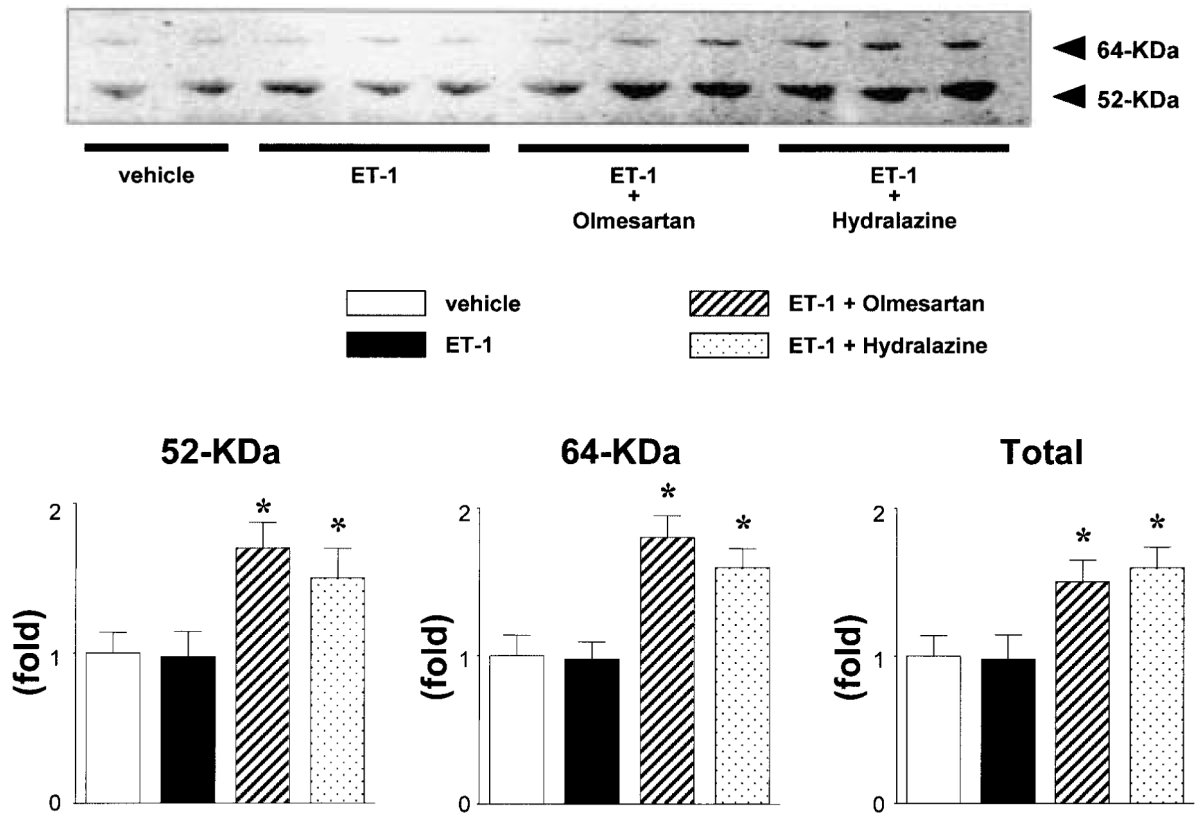 64-KDa
52-KDa
vehicle
ET-1
ET-1
+
Olmesartan
ET-1
+
Hydralazine
vehicle
ET-1
ET-1 + Olmesartan
ET-1 + Hydralazine
52-KDa
2
*
*
1
0
(fold)
64-KDa
2
*
*
1
0
(fold)
Total
2
*
*
1
0
(fold)